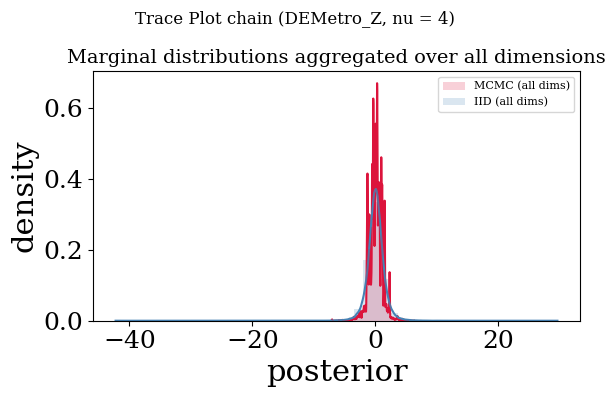 Trace Plot chain (DEMetro_Z, nu = 4)
Marginal distributions aggregated over all dimensions
MCMC (all dims)
IID (all dims)
density
0.6
0.4
0.2
0.0
−40
−20
0
20
posterior